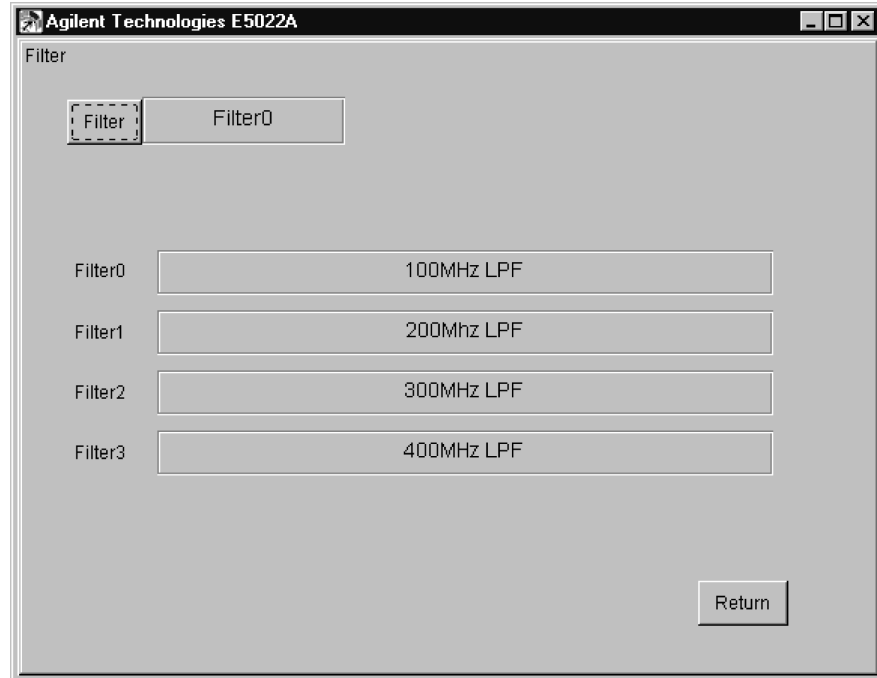 Agilent Technologies E5022A
Filter
Filter Filter0
Filter0 100MHz LPF
Filter1 200Mhz LPF
Filter2 300MHz LPF
Filter3 400MHz LPF
Return